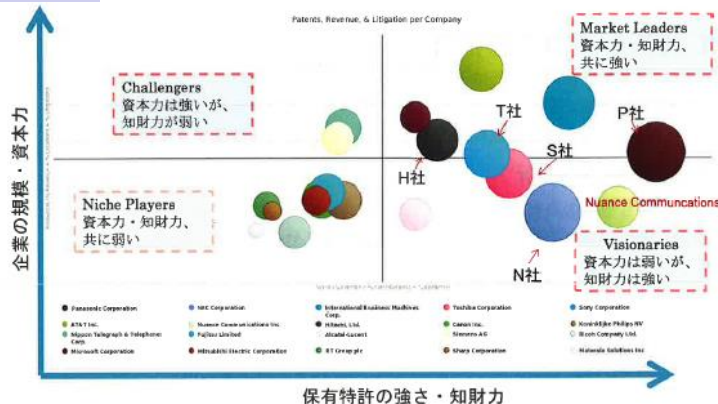 Patents, Revenue, & Litigation per Company
Market Leaders
資本力・知財力、
共に強い
Challengers
資本力は強いが、
知財力が弱い
T社
P社
S社
H社
Niche Players
資本力・知財力、
共に弱い
Nuance Communcations
N社
Visionaries
資本力は弱いが、
知財力は強い
企業の規模・資本力
Panasonic Corporation
NEC Corporation
International Business Machines
Corp.
Toshiba Corporation
Sony Corporation
AT&T Inc.
Nuance Communications Inc
Hitachi, Ltd.
Canon Inc.
Koninklijke Philips NV
Nippon Telegraph & Telephone
Corp.
Fujitsu Limited
Alcatel-Lucent
Siemens AG
Ricoh Company Ltd.
Microsoft Corporation
Mitsubishi Electric Corporation
BT Group plc
Sharp Corporation
Motorola Solutions Inc
保有特許の強さ・知財力